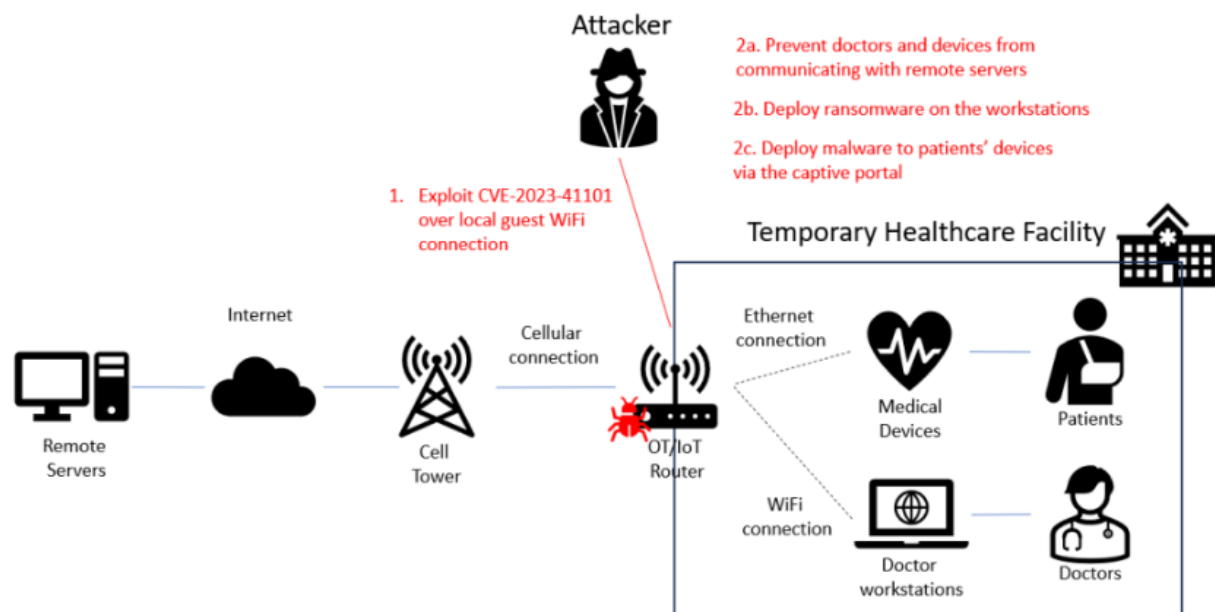 Attacker
2a. Prevent doctors and devices from
communicating with remote servers
2b. Deploy ransomware on the workstations
2c. Deploy malware to patients' devices
via the captive portal
1. Exploit CVE-2023-41101
over local guest WiFi
connection
Temporary Healthcare Facility
Internet
Cellular
connection
Ethernet
connection
Remote
Servers
Cell
Tower
OT/IoT
Router
Medical
Devices
Patients
WiFi
connection
Doctor
workstations
Doctors